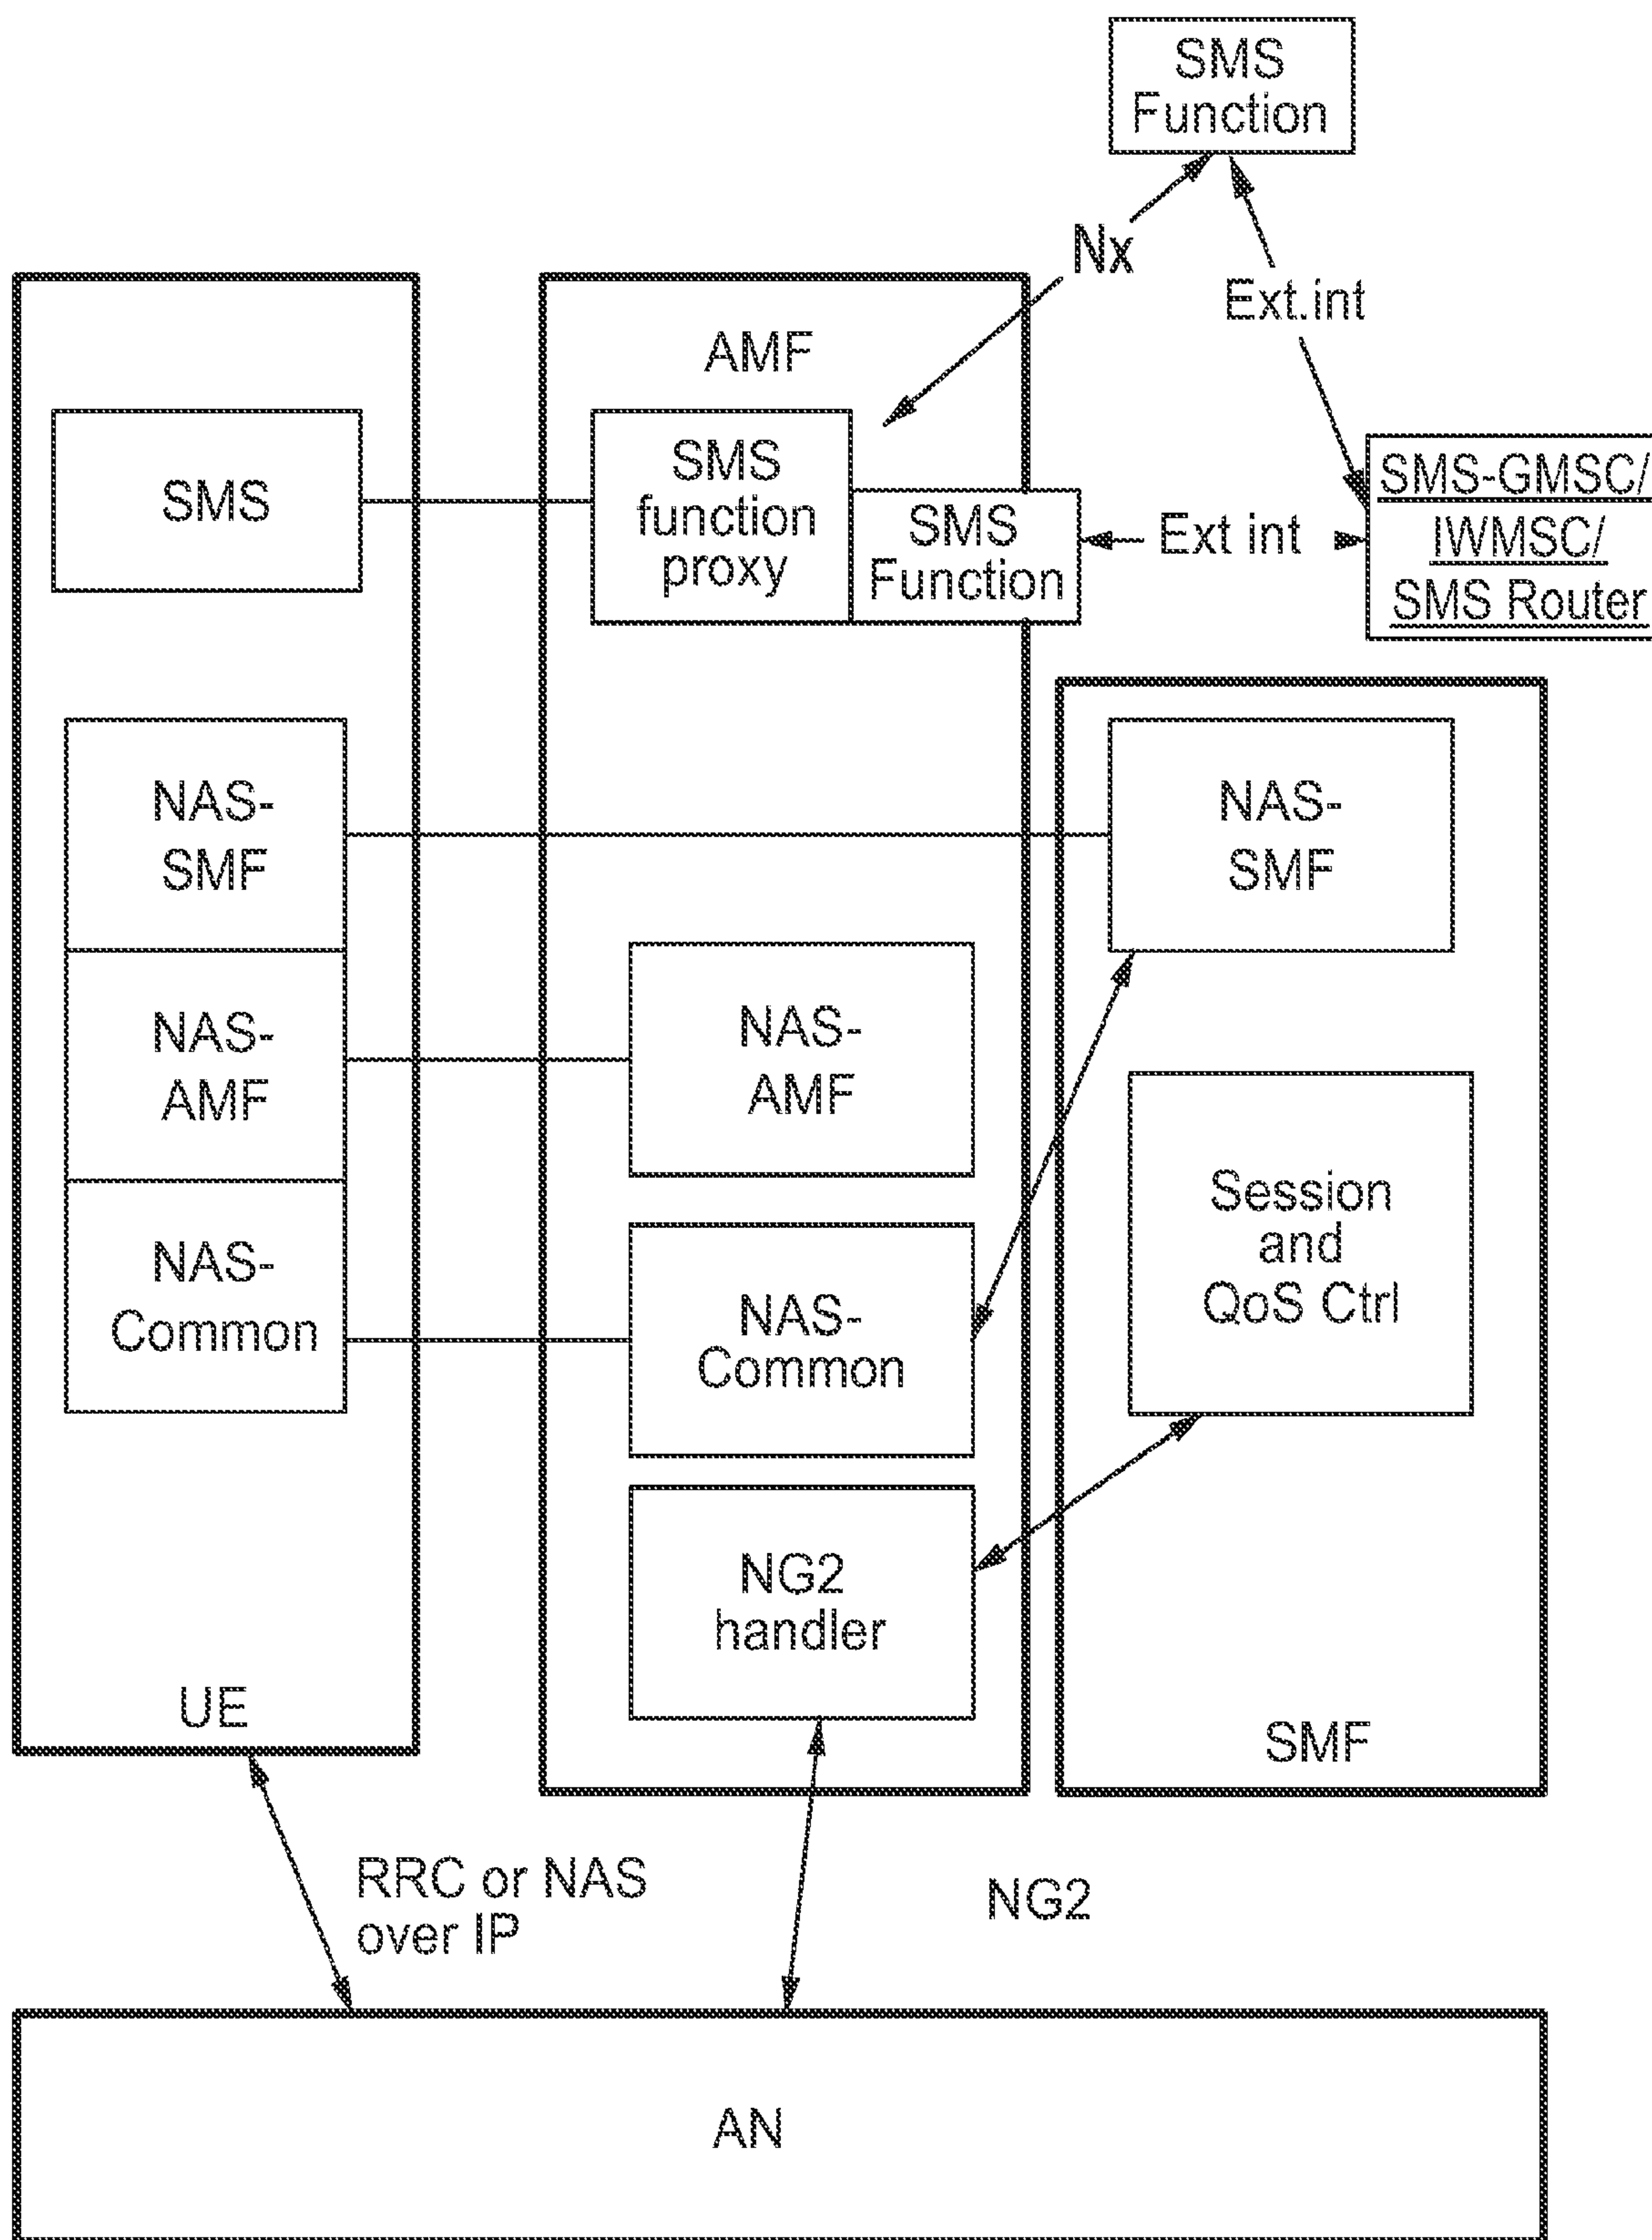 SMS
Function
Nx
Ext.int
AMF
SMS
SMS
function
proxy
SMS
Function
Ext int
SMS-GMSC/
IWMSC/
SMS Router
NAS-
SMF
NAS-
SMF
NAS-
AMF
NAS-
AMF
Session
and
QoS Ctrl
NAS-
Common
NAS-
Common
NG2
handler
UE
SMF
RRC or NAS
over IP
NG2
AN